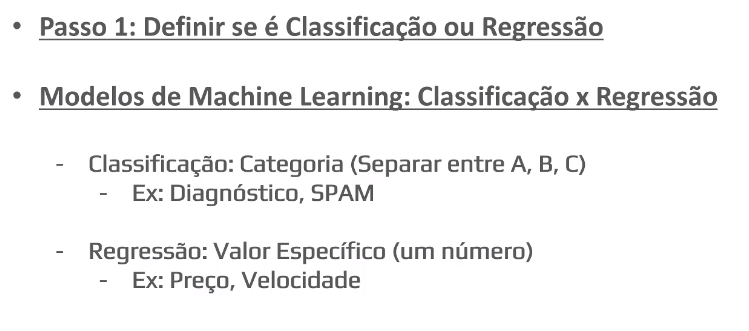 • Passo 1: Definir se é Classificação ou Regressão
• Modelos de Machine Learning: Classificação x Regressão
- Classificação: Categoria (Separar entre A, B, C)
- Ex: Diagnóstico, SPAM
- Regressão: Valor Específico (um número)
- Ex: Preço, Velocidade